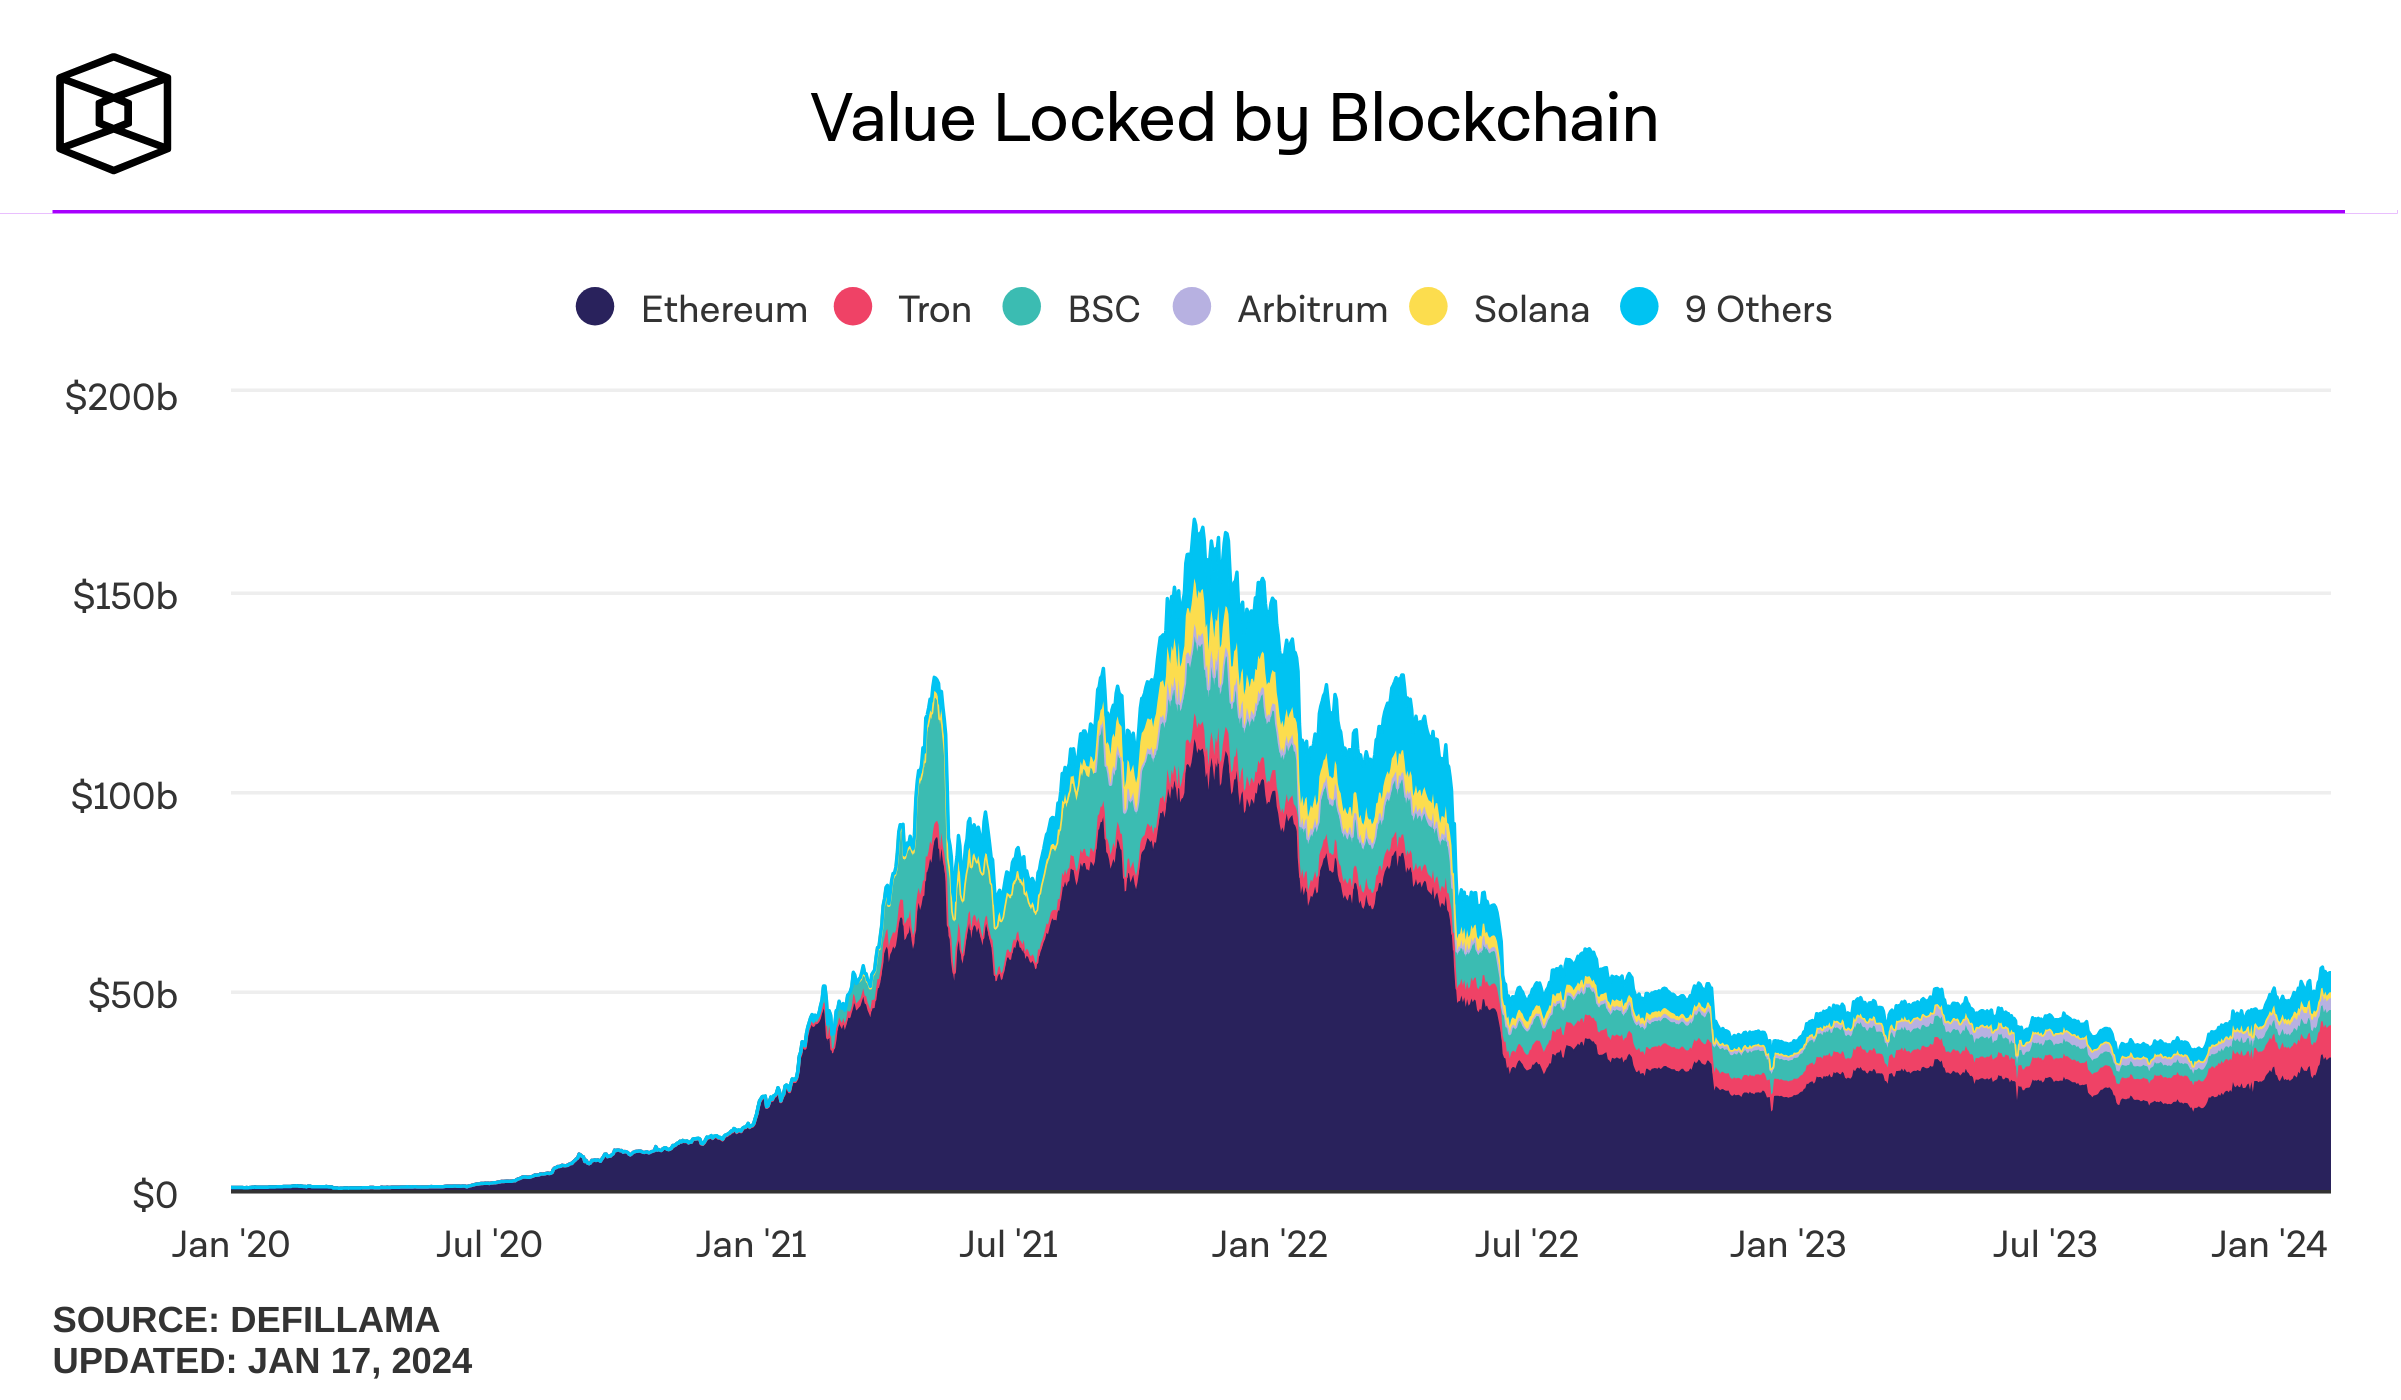 Value Locked by Blockchain
Ethereum Tron BSC Arbitrum Solana 9 Others
$200b
$150b
$100b
$50b
$0
Jan '20 Jul '20 Jan '21 Jul '21 Jan '22 Jul '22 Jan '23 Jul '23 Jan '24
SOURCE: DEFILLAMA
UPDATED: JAN 17, 2024